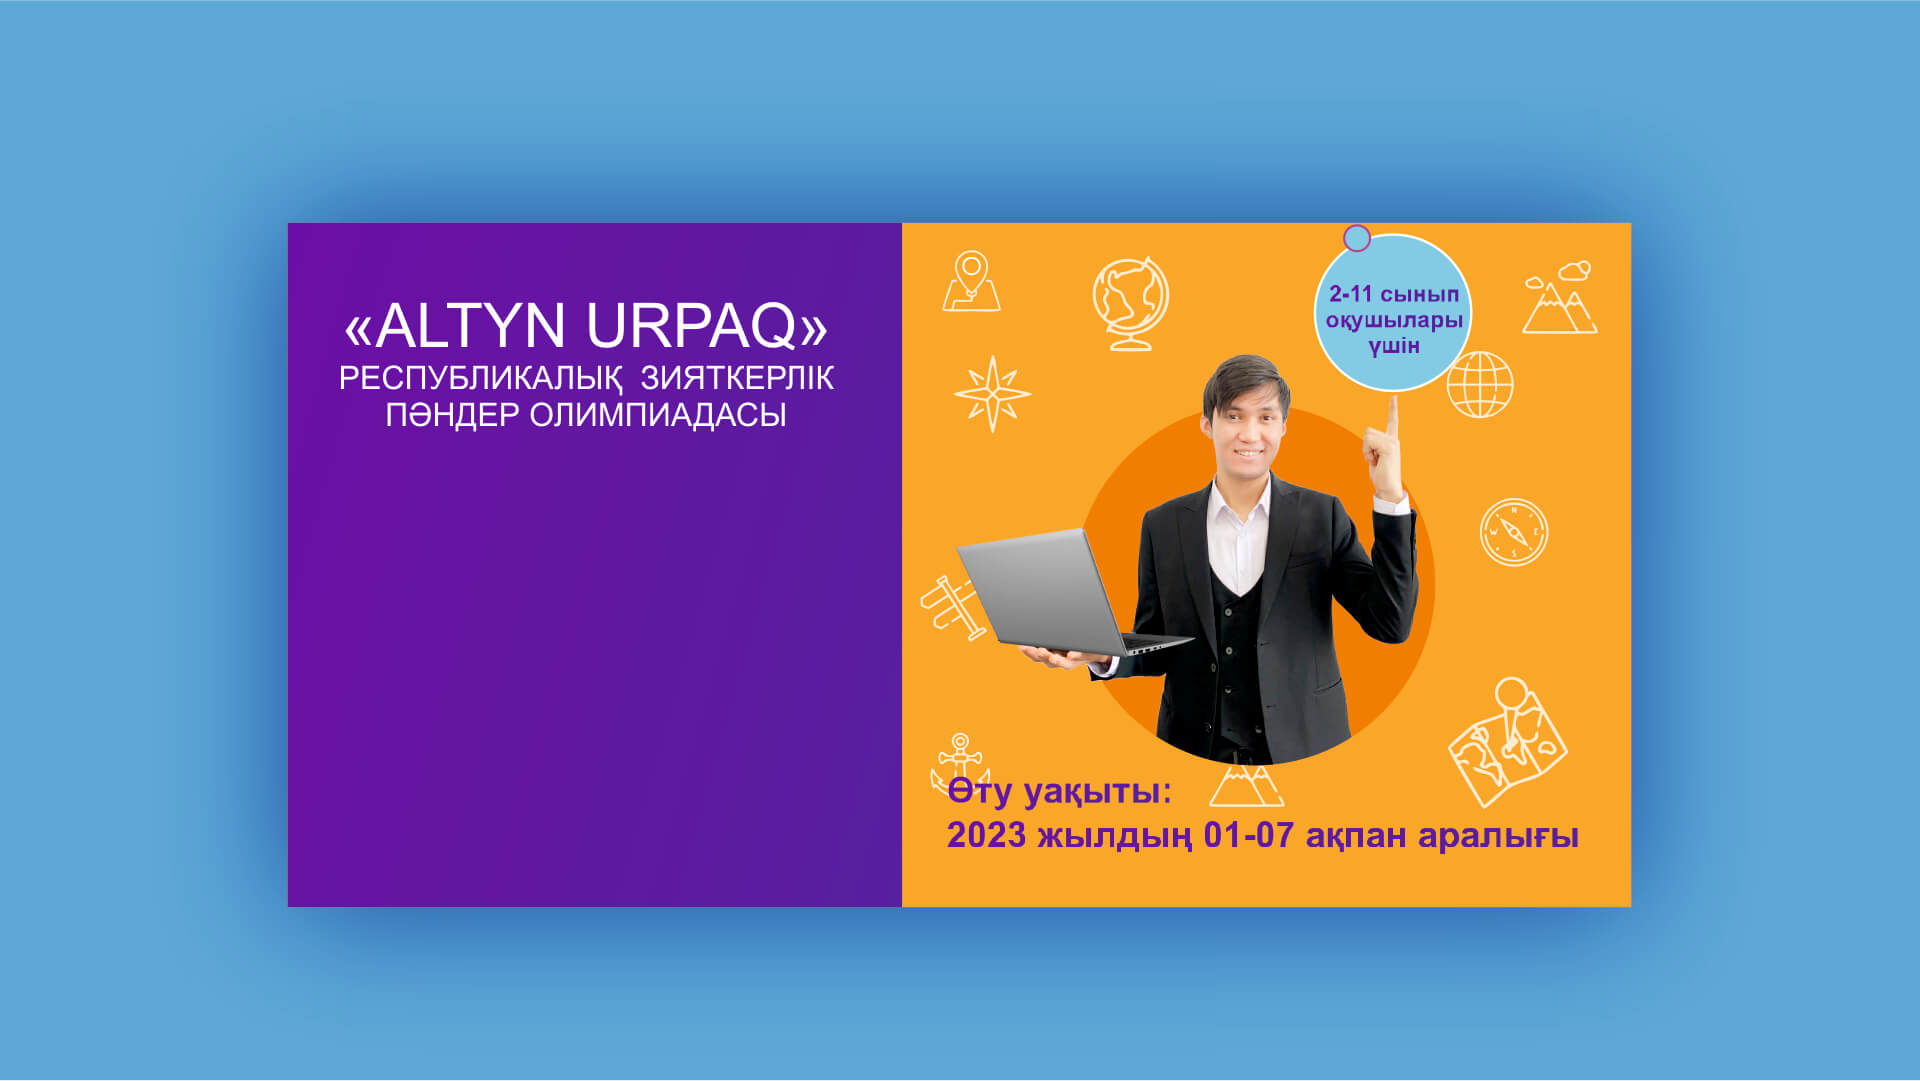 «ALTYN URPAQ»
РЕСПУБЛИКАЛЫҚ ЗИЯТКЕРЛІК
ПӘНДЕР ОЛИМПИАДАСЫ
2-11 сынып
оқушылары
үшін
N
W E
S
Өту уақыты:
2023 жылдың 01-07 ақпан аралығы